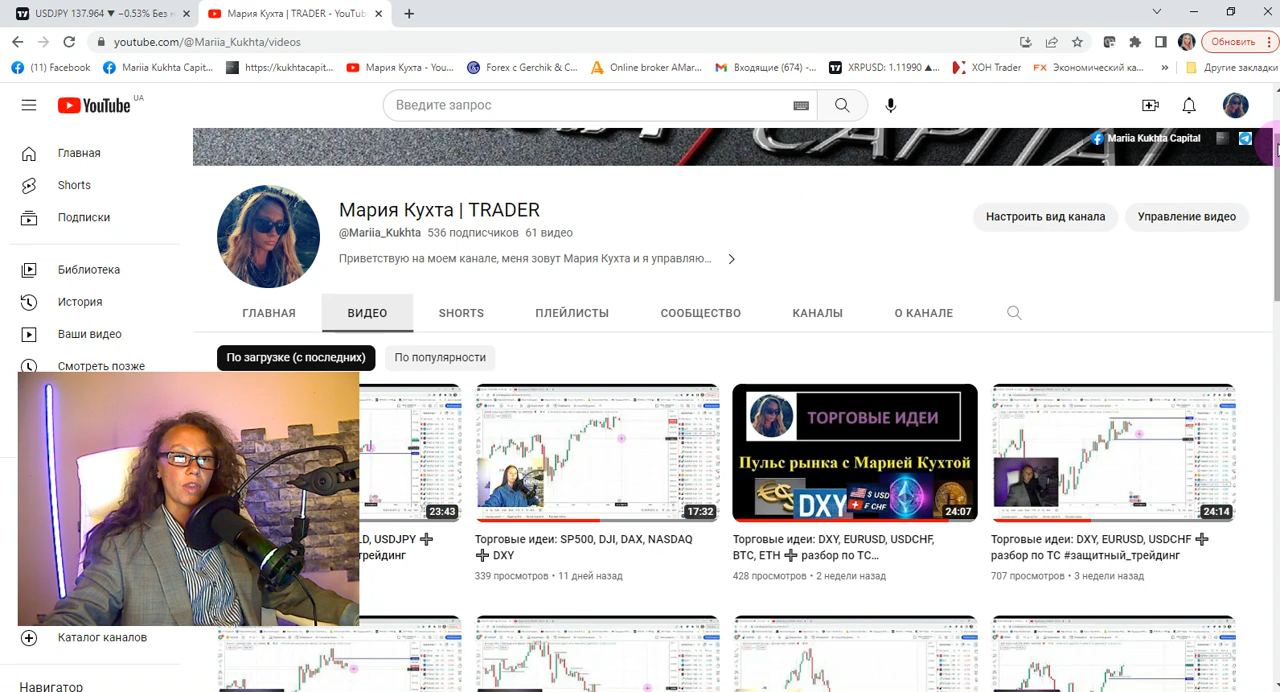 USDJPY 137.964 ▼ −0.53% Без н
Мария Кухта | TRADER - YouTub
youtube.com/@Mariia_Kukhta/videos
Обновить
(11) Facebook
Mariia Kukhta Capit...
https://kukhtacapit...
Мария Кухта - You...
Forex c Gerchik & C...
Online broker AMar...
Входящие (674) -...
XRPUSD: 1.11990 ▲...
XOH Trader
FX Экономический ка...
» Другие закладки
YouTube UA
Введите запрос
Главная
Shorts
Подписки
Библиотека
История
Ваши видео
Смотреть позже
Каталог каналов
Навигатор
CAPITAL
Mariia Kukhta Capital
Мария Кухта | TRADER
@Mariia_Kukhta 536 подписчиков 61 видео
Приветствую на моем канале, меня зовут Мария Кухта и я управляю...
Настроить вид канала
Управление видео
ГЛАВНАЯ
ВИДЕО
SHORTS
ПЛЕЙЛИСТЫ
СООБЩЕСТВО
КАНАЛЫ
О КАНАЛЕ
По загрузке (с последних)
По популярности
23:43
D, USDJPY ➕
трейдинг
17:32
Торговые идеи: SP500, DJI, DAX, NASDAQ
➕ DXY
339 просмотров • 11 дней назад
ТОРГОВЫЕ ИДЕИ
Пульс рынка с Марией Кухтой
DXY
$ USD
F CHF
24:07
Торговые идеи: DXY, EURUSD, USDCHF,
BTC, ETH ➕ разбор по ТС...
428 просмотров • 2 недели назад
24:14
Торговые идеи: DXY, EURUSD, USDCHF ➕
разбор по ТС #защитный_трейдинг
707 просмотров • 3 недели назад